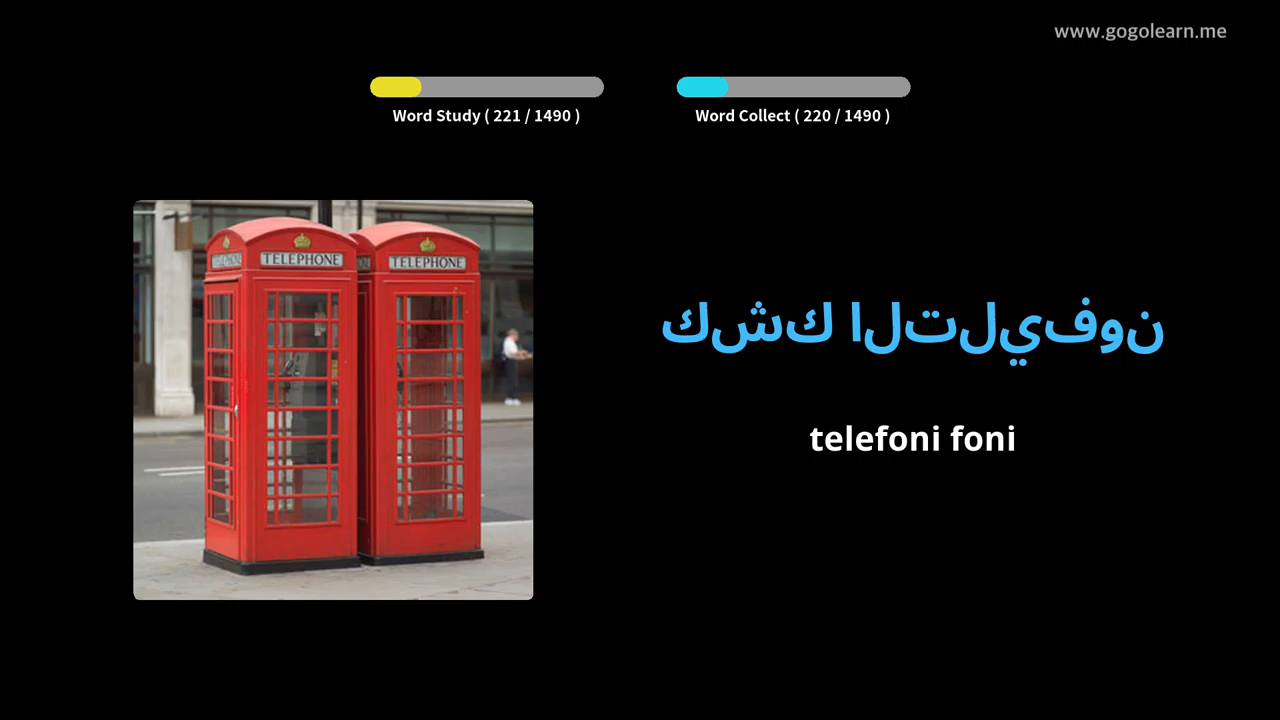 www.gogolearn.me
Word Study ( 221 / 1490 )
Word Collect ( 220 / 1490 )
TELEPHONE
TELEPHONE
كشك التليفون
telefoni foni